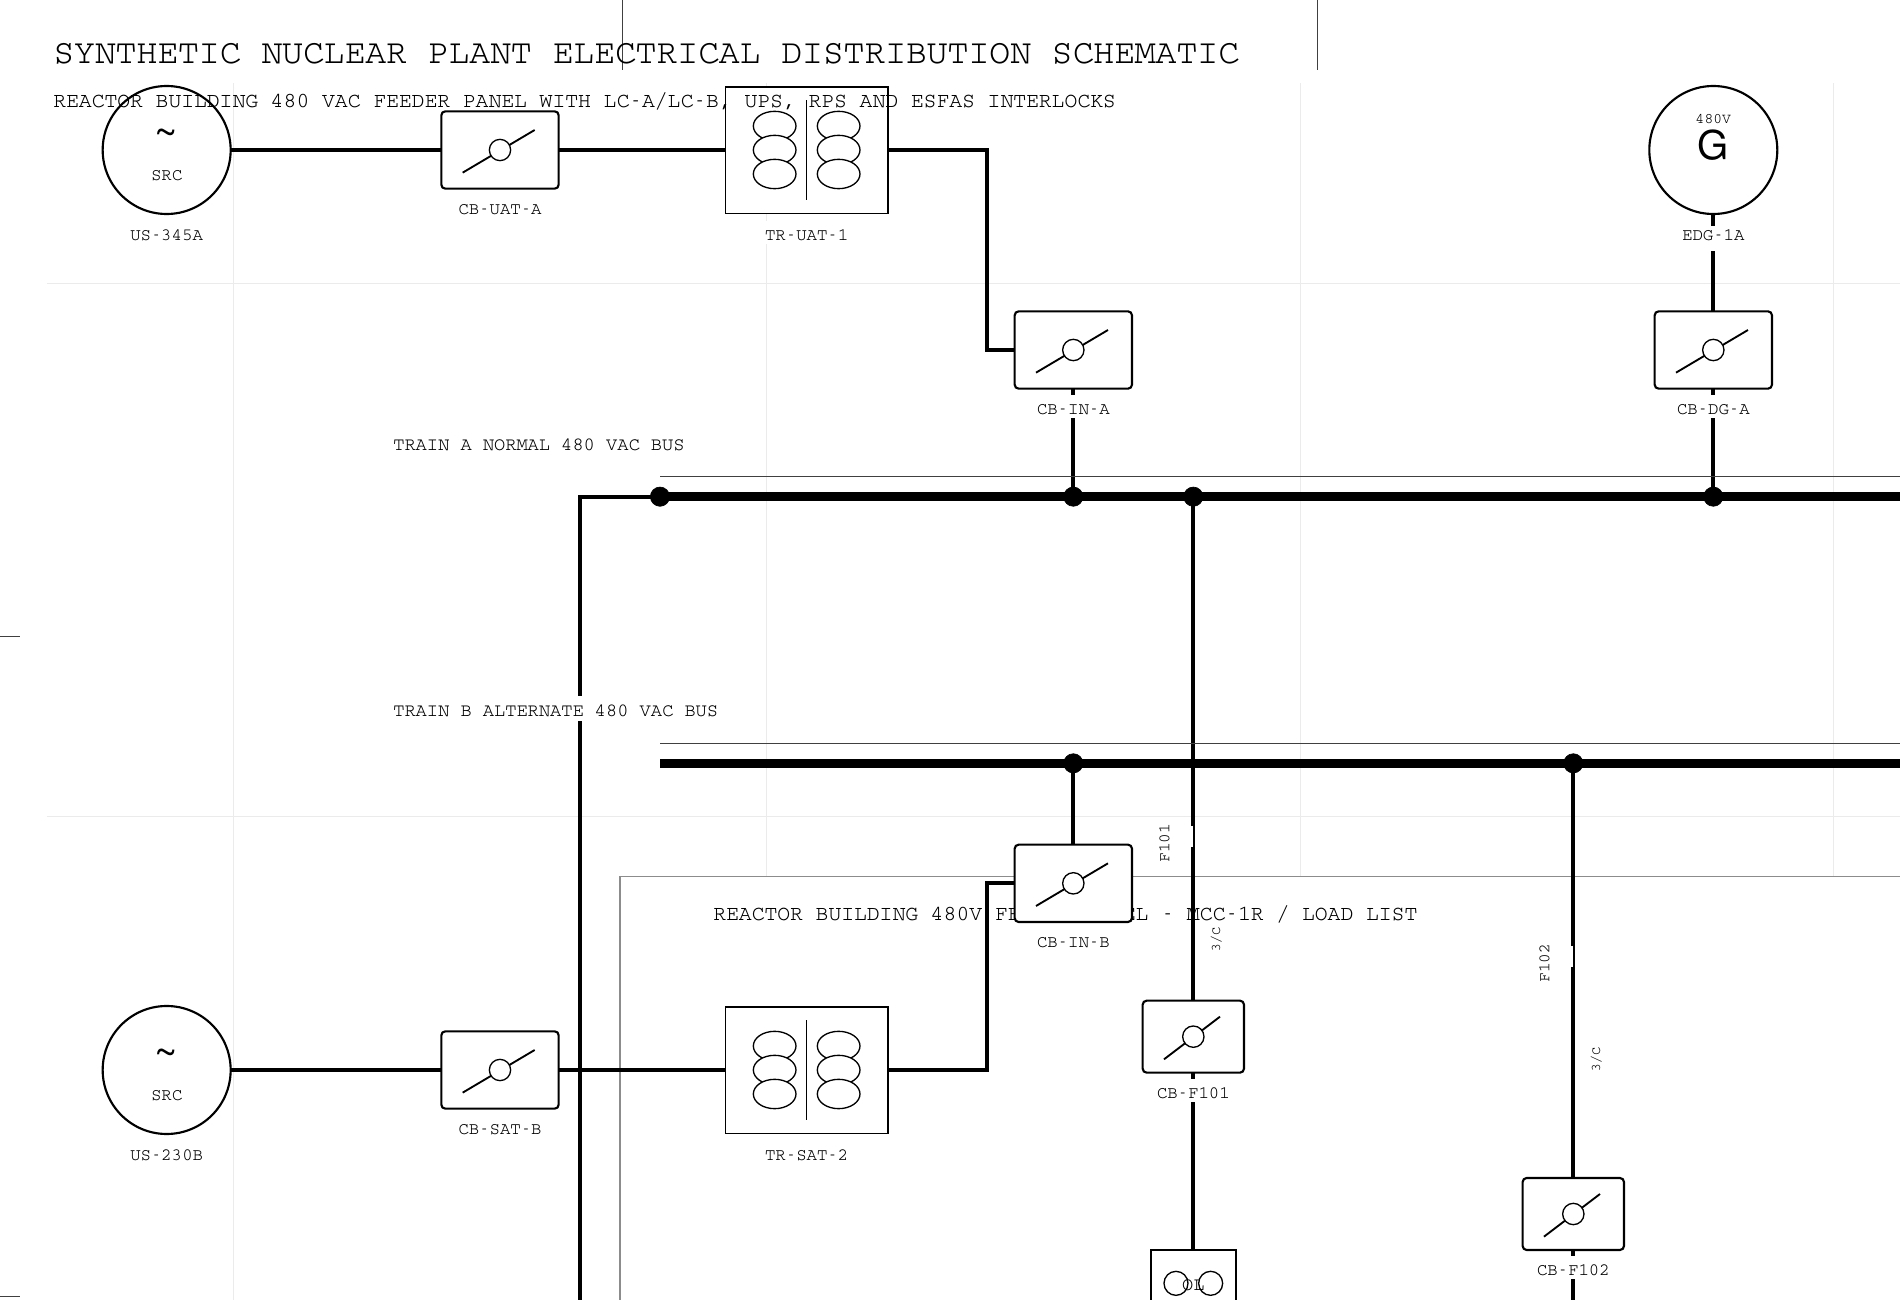 SYNTHETIC NUCLEAR PLANT ELECTRICAL DISTRIBUTION SCHEMATIC
REACTOR BUILDING 480 VAC FEEDER PANEL WITH LC-A/LC-B, UPS, RPS AND ESFAS INTERLOCKS
~
SRC
US-345A
CB-UAT-A
TR-UAT-1
480V
G
EDG-1A
CB-IN-A
CB-DG-A
TRAIN A NORMAL 480 VAC BUS
TRAIN B ALTERNATE 480 VAC BUS
F101
REACTOR BUILDING 480V FE L - MCC-1R / LOAD LIST
3/C
CB-IN-B
F102
~
SRC
US-230B
CB-SAT-B
TR-SAT-2
CB-F101
3/C
CB-F102
OL